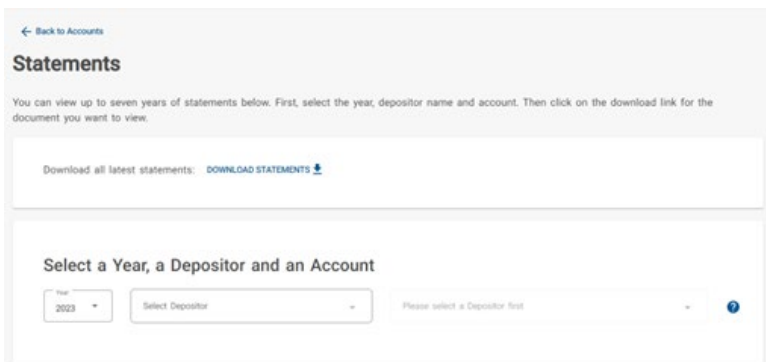 Back to Accounts
Statements
You can view up to seven years of statements below. First, select the year, depositor name and account. Then click on the download link for the
document you want to view.
Download all latest statements: DOWNLOAD STATEMENTS
Select a Year, a Depositor and an Account
Year
2023 Select Depositor Please select a Depositor first ?